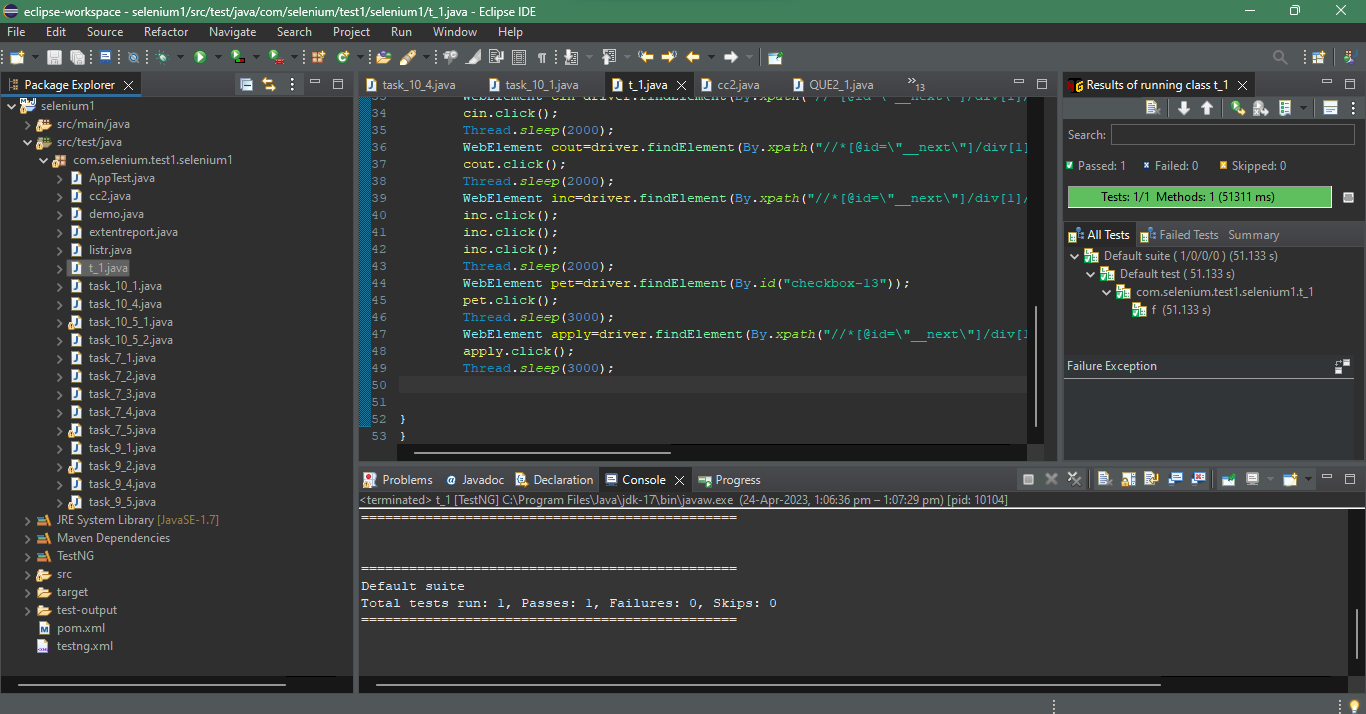 eclipse-workspace - selenium1/src/test/java/com/selenium/test1/selenium1/t_1.java - Eclipse IDE
File Edit Source Refactor Navigate Search Project Run Window Help
Package Explorer
selenium1
src/main/java
src/test/java
com.selenium.test1.selenium1
AppTest.java
cc2.java
demo.java
extentreport.java
listr.java
t_1.java
task_10_1.java
task_10_4.java
task_10_5_1.java
task_10_5_2.java
task_7_1.java
task_7_2.java
task_7_3.java
task_7_4.java
task_7_5.java
task_9_1.java
task_9_2.java
task_9_4.java
task_9_5.java
JRE System Library [JavaSE-1.7]
Maven Dependencies
TestNG
src
target
test-output
pom.xml
testng.xml
task_10_4.java task_10_1.java t_1.java cc2.java QUE2_1.java »13
34 cin.click();
35 Thread.sleep(2000);
36 WebElement cout=driver.findElement(By.xpath("//*[@id=\"__next\"]/div[1]
37 cout.click();
38 Thread.sleep(2000);
39 WebElement inc=driver.findElement(By.xpath("//*[@id=\"__next\"]/div[1]/
40 inc.click();
41 inc.click();
42 inc.click();
43 Thread.sleep(2000);
44 WebElement pet=driver.findElement(By.id("checkbox-13"));
45 pet.click();
46 Thread.sleep(3000);
47 WebElement apply=driver.findElement(By.xpath("//*[@id=\"__next\"]/div[1
48 apply.click();
49 Thread.sleep(3000);
50
51
52 }
53 }
Results of running class t_1
Search:
Passed: 1 Failed: 0 Skipped: 0
Tests: 1/1 Methods: 1 (51311 ms)
All Tests Failed Tests Summary
Default suite ( 1/0/0/0 ) (51.133 s)
Default test ( 51.133 s)
com.selenium.test1.selenium1.t_1
f (51.133 s)
Failure Exception
Problems Javadoc Declaration Console Progress
<terminated> t_1 [TestNG] C:\Program Files\Java\jdk-17\bin\javaw.exe (24-Apr-2023, 1:06:36 pm – 1:07:29 pm) [pid: 10104]
===============================================
===============================================
Default suite
Total tests run: 1, Passes: 1, Failures: 0, Skips: 0
===============================================